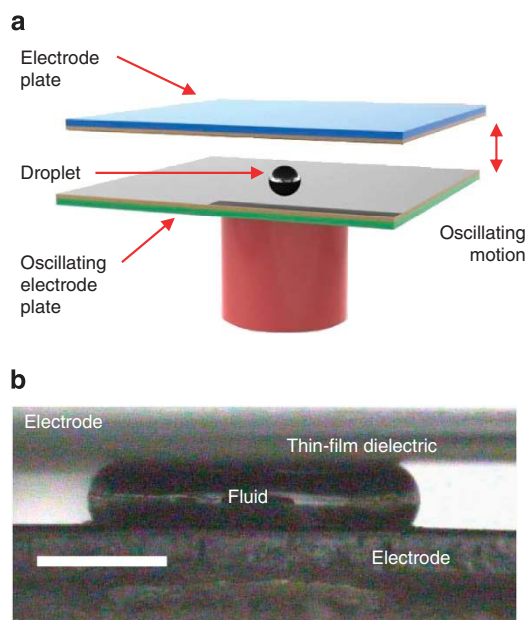 a
Electrode
plate
Droplet
Oscillating
electrode
plate
Oscillating
motion
b
Electrode
Thin-film dielectric
Fluid
Electrode